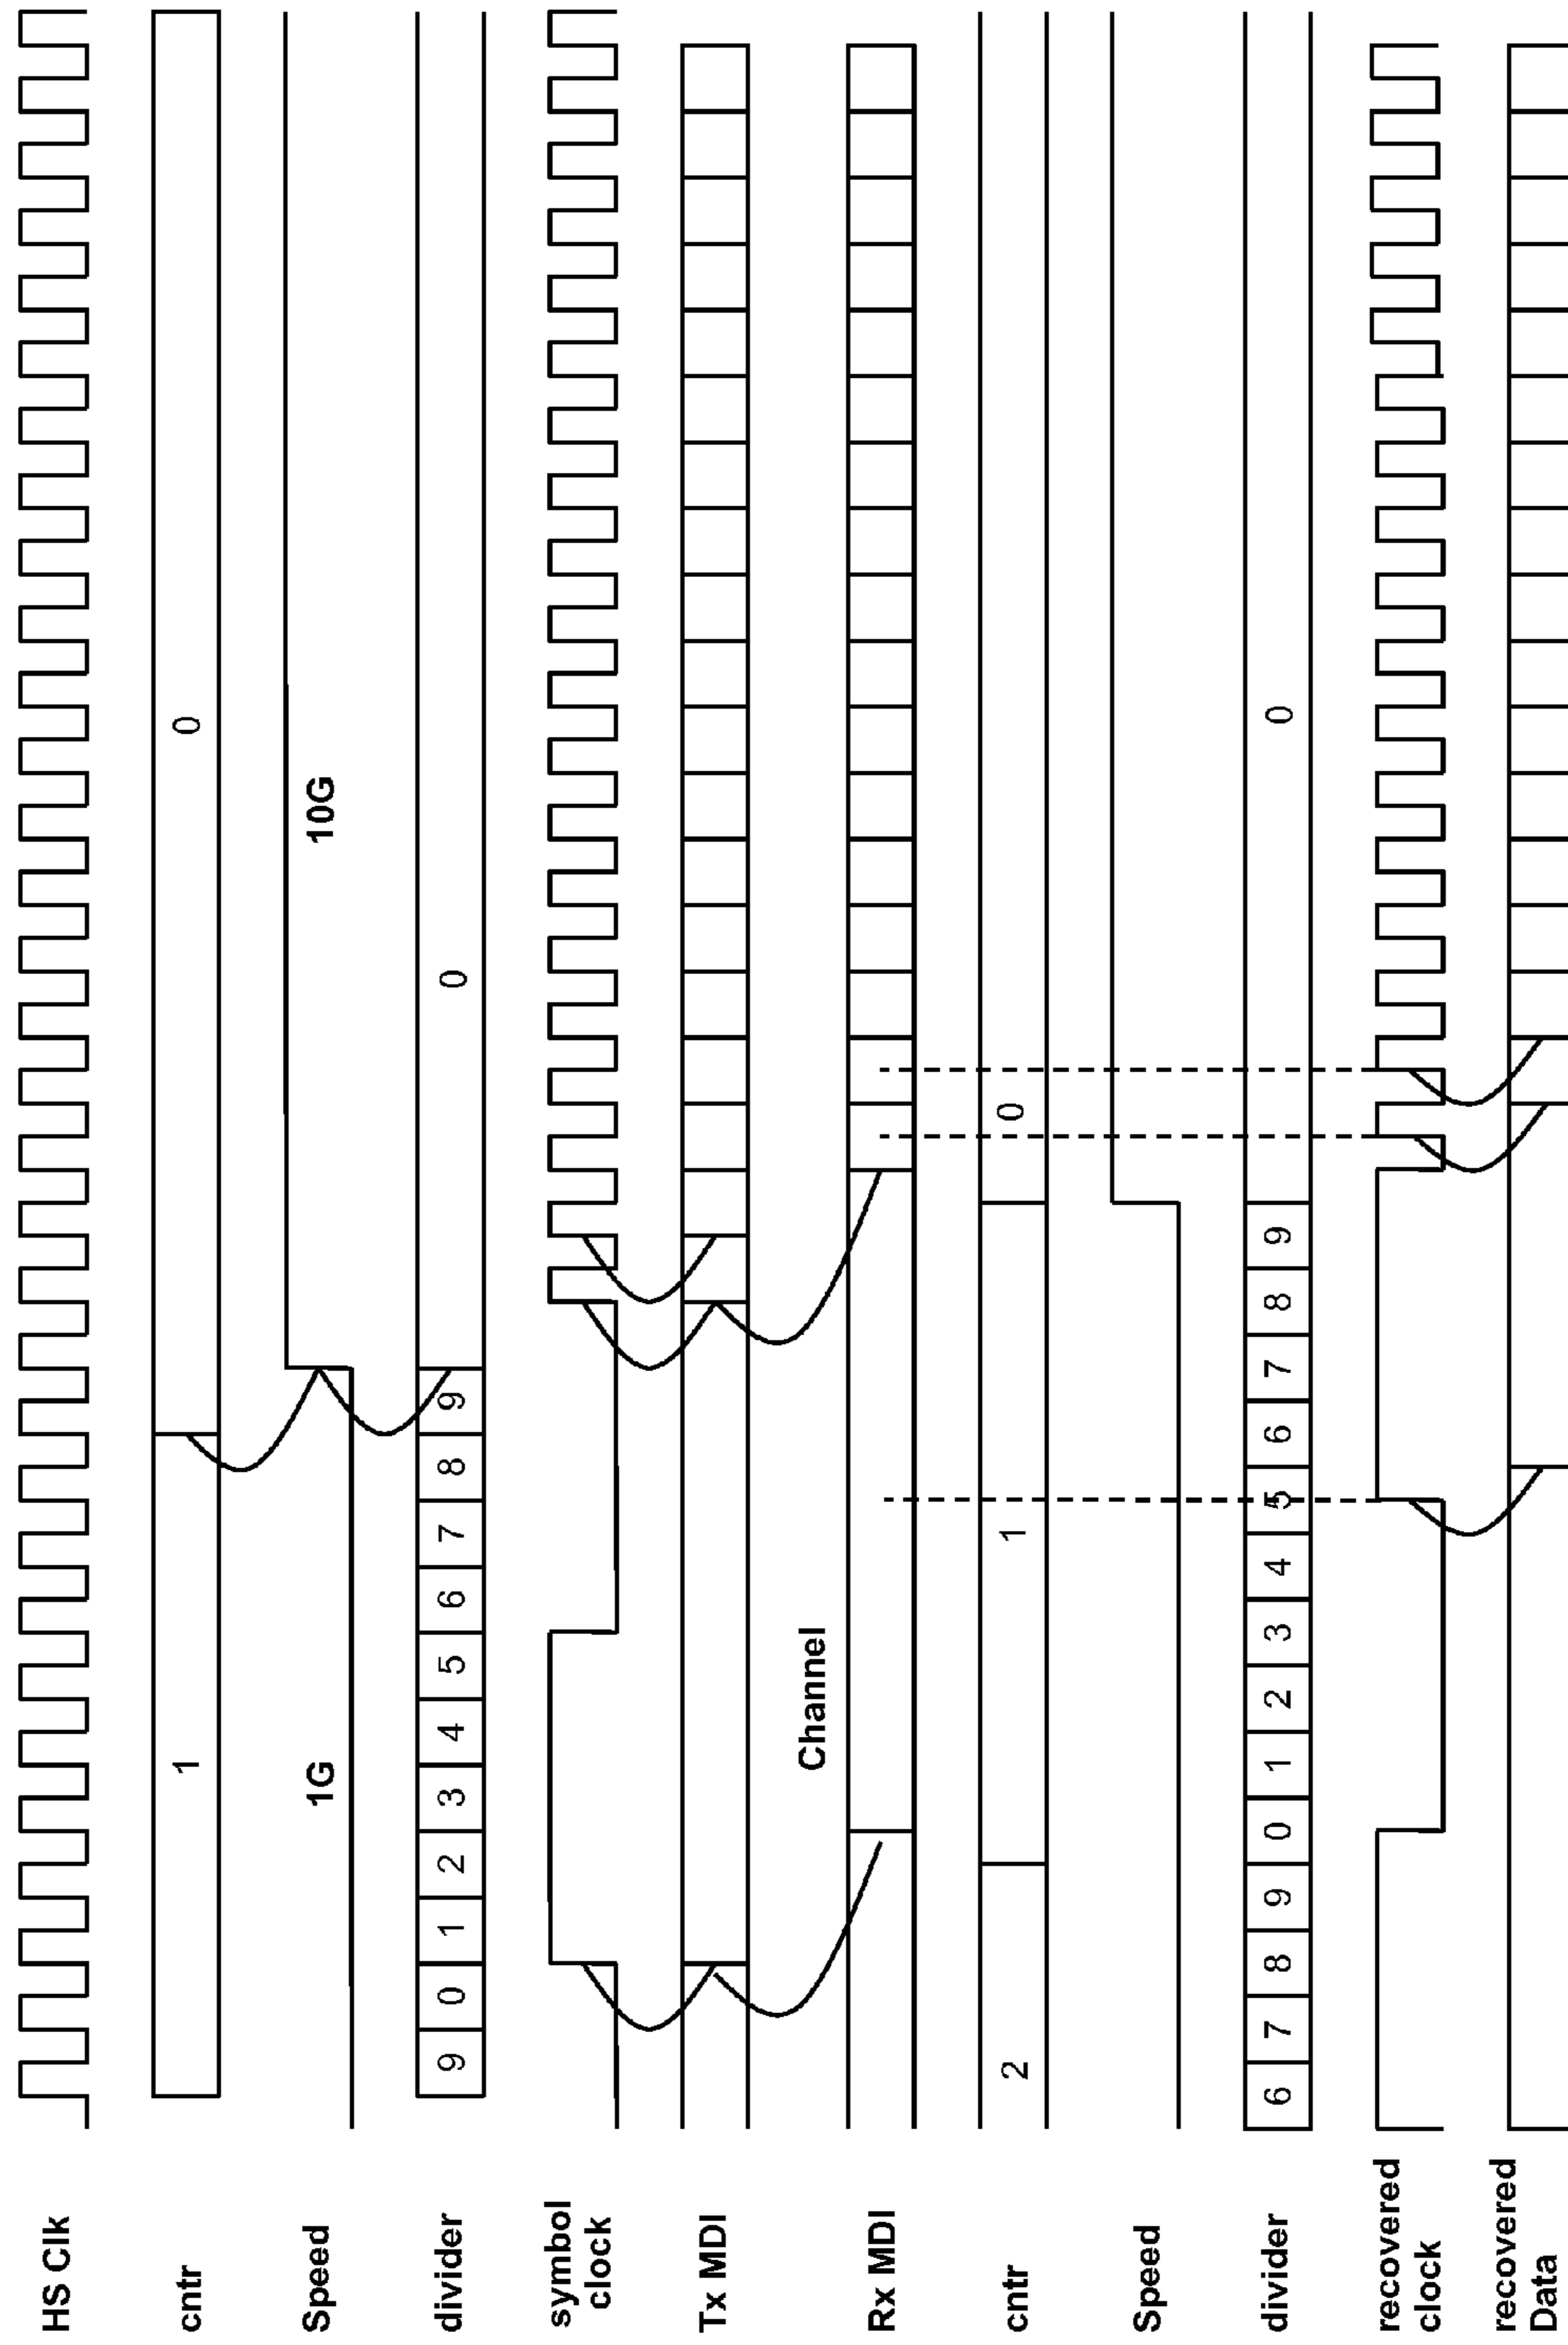 HS Clk
cntr 1 0
Speed 1G 10G
divider 9 0 1 2 3 4 5 6 7 8 9 0
symbol
clock
Tx MDI
Channel
Rx MDI
cntr 2 1 0
Speed
divider 6 7 8 9 0 1 2 3 4 5 6 7 8 9 0
recovered
clock
recovered
Data